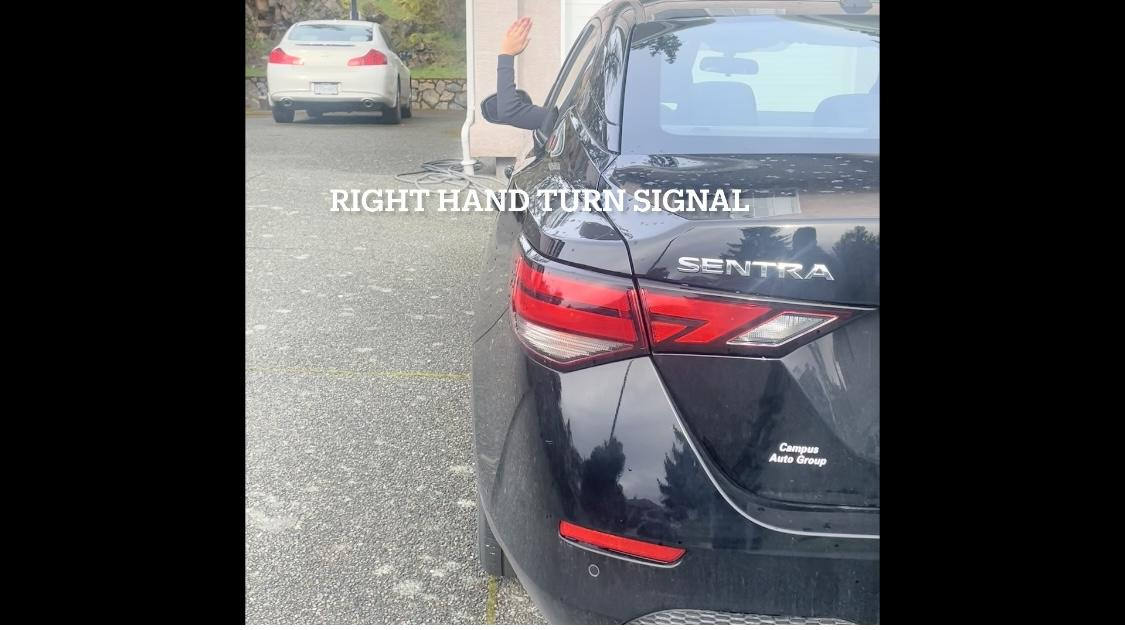 RIGHT HAND TURN SIGNAL
SENTRA
Campus
Auto Group